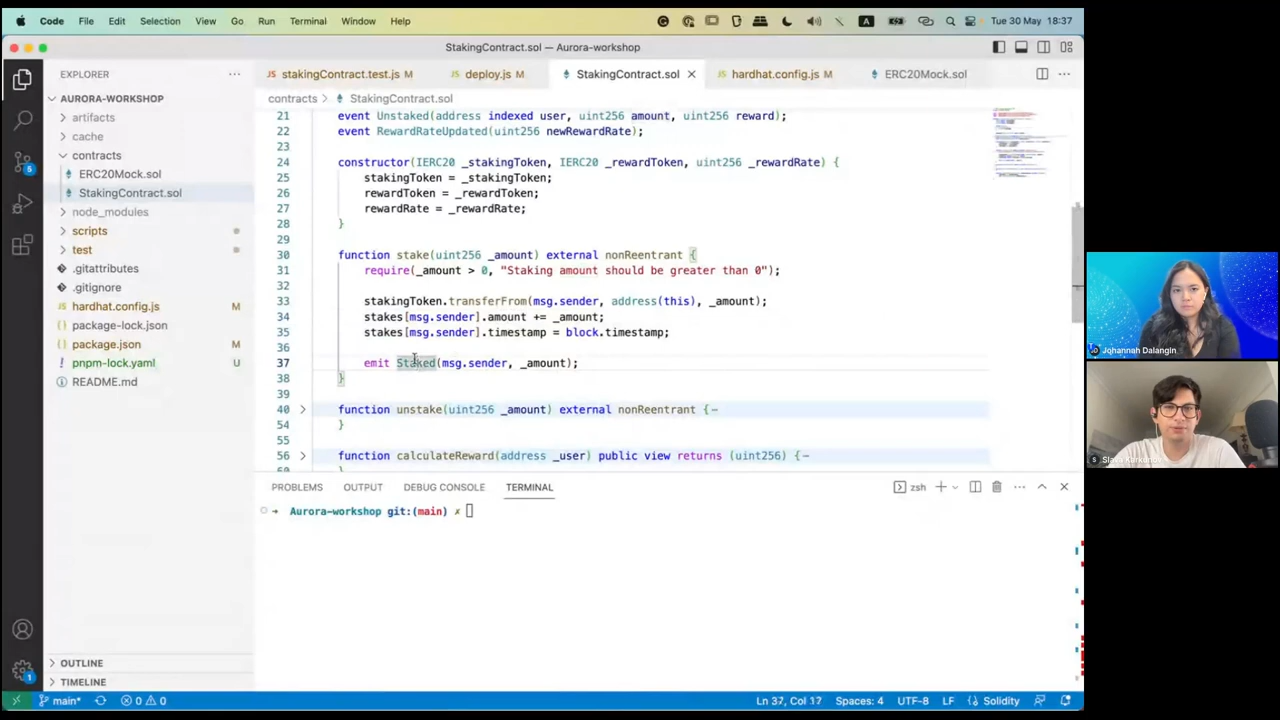 Code File Edit Selection View Go Run Terminal Window Help
A
Tue 30 May 18:37
StakingContract.sol — Aurora-workshop
EXPLORER
stakingContract.test.js M
deploy.js M
StakingContract.sol
hardhat.config.js M
ERC20Mock.sol
AURORA-WORKSHOP
artifacts
cache
contracts
ERC20Mock.sol
StakingContract.sol
node_modules
scripts
test
.gitattributes
.gitignore
hardhat.config.js M
package-lock.json
package.json M
pnpm-lock.yaml U
README.md
OUTLINE
TIMELINE
5
1
contracts > StakingContract.sol
21 event Unstaked(address indexed user, uint256 amount, uint256 reward);
22 event RewardRateUpdated(uint256 newRewardRate);
23
24 constructor(IERC20 _stakingToken, IERC20 _rewardToken, uint256 _rewardRate) {
25 stakingToken = _stakingToken;
26 rewardToken = _rewardToken;
27 rewardRate = _rewardRate;
28 }
29
30 function stake(uint256 _amount) external nonReentrant {
31 require(_amount > 0, "Staking amount should be greater than 0");
32
33 stakingToken.transferFrom(msg.sender, address(this), _amount);
34 stakes[msg.sender].amount += _amount;
35 stakes[msg.sender].timestamp = block.timestamp;
36
37 emit Staked(msg.sender, _amount);
38 }
39
40 function unstake(uint256 _amount) external nonReentrant {
54 }
55
56 function calculateReward(address _user) public view returns (uint256) {
60 }
PROBLEMS OUTPUT DEBUG CONSOLE TERMINAL
zsh
Aurora-workshop git:(main) ✗
main* 0 0
Ln 37, Col 17 Spaces: 4 UTF-8 LF Solidity
Johannah Dalangin